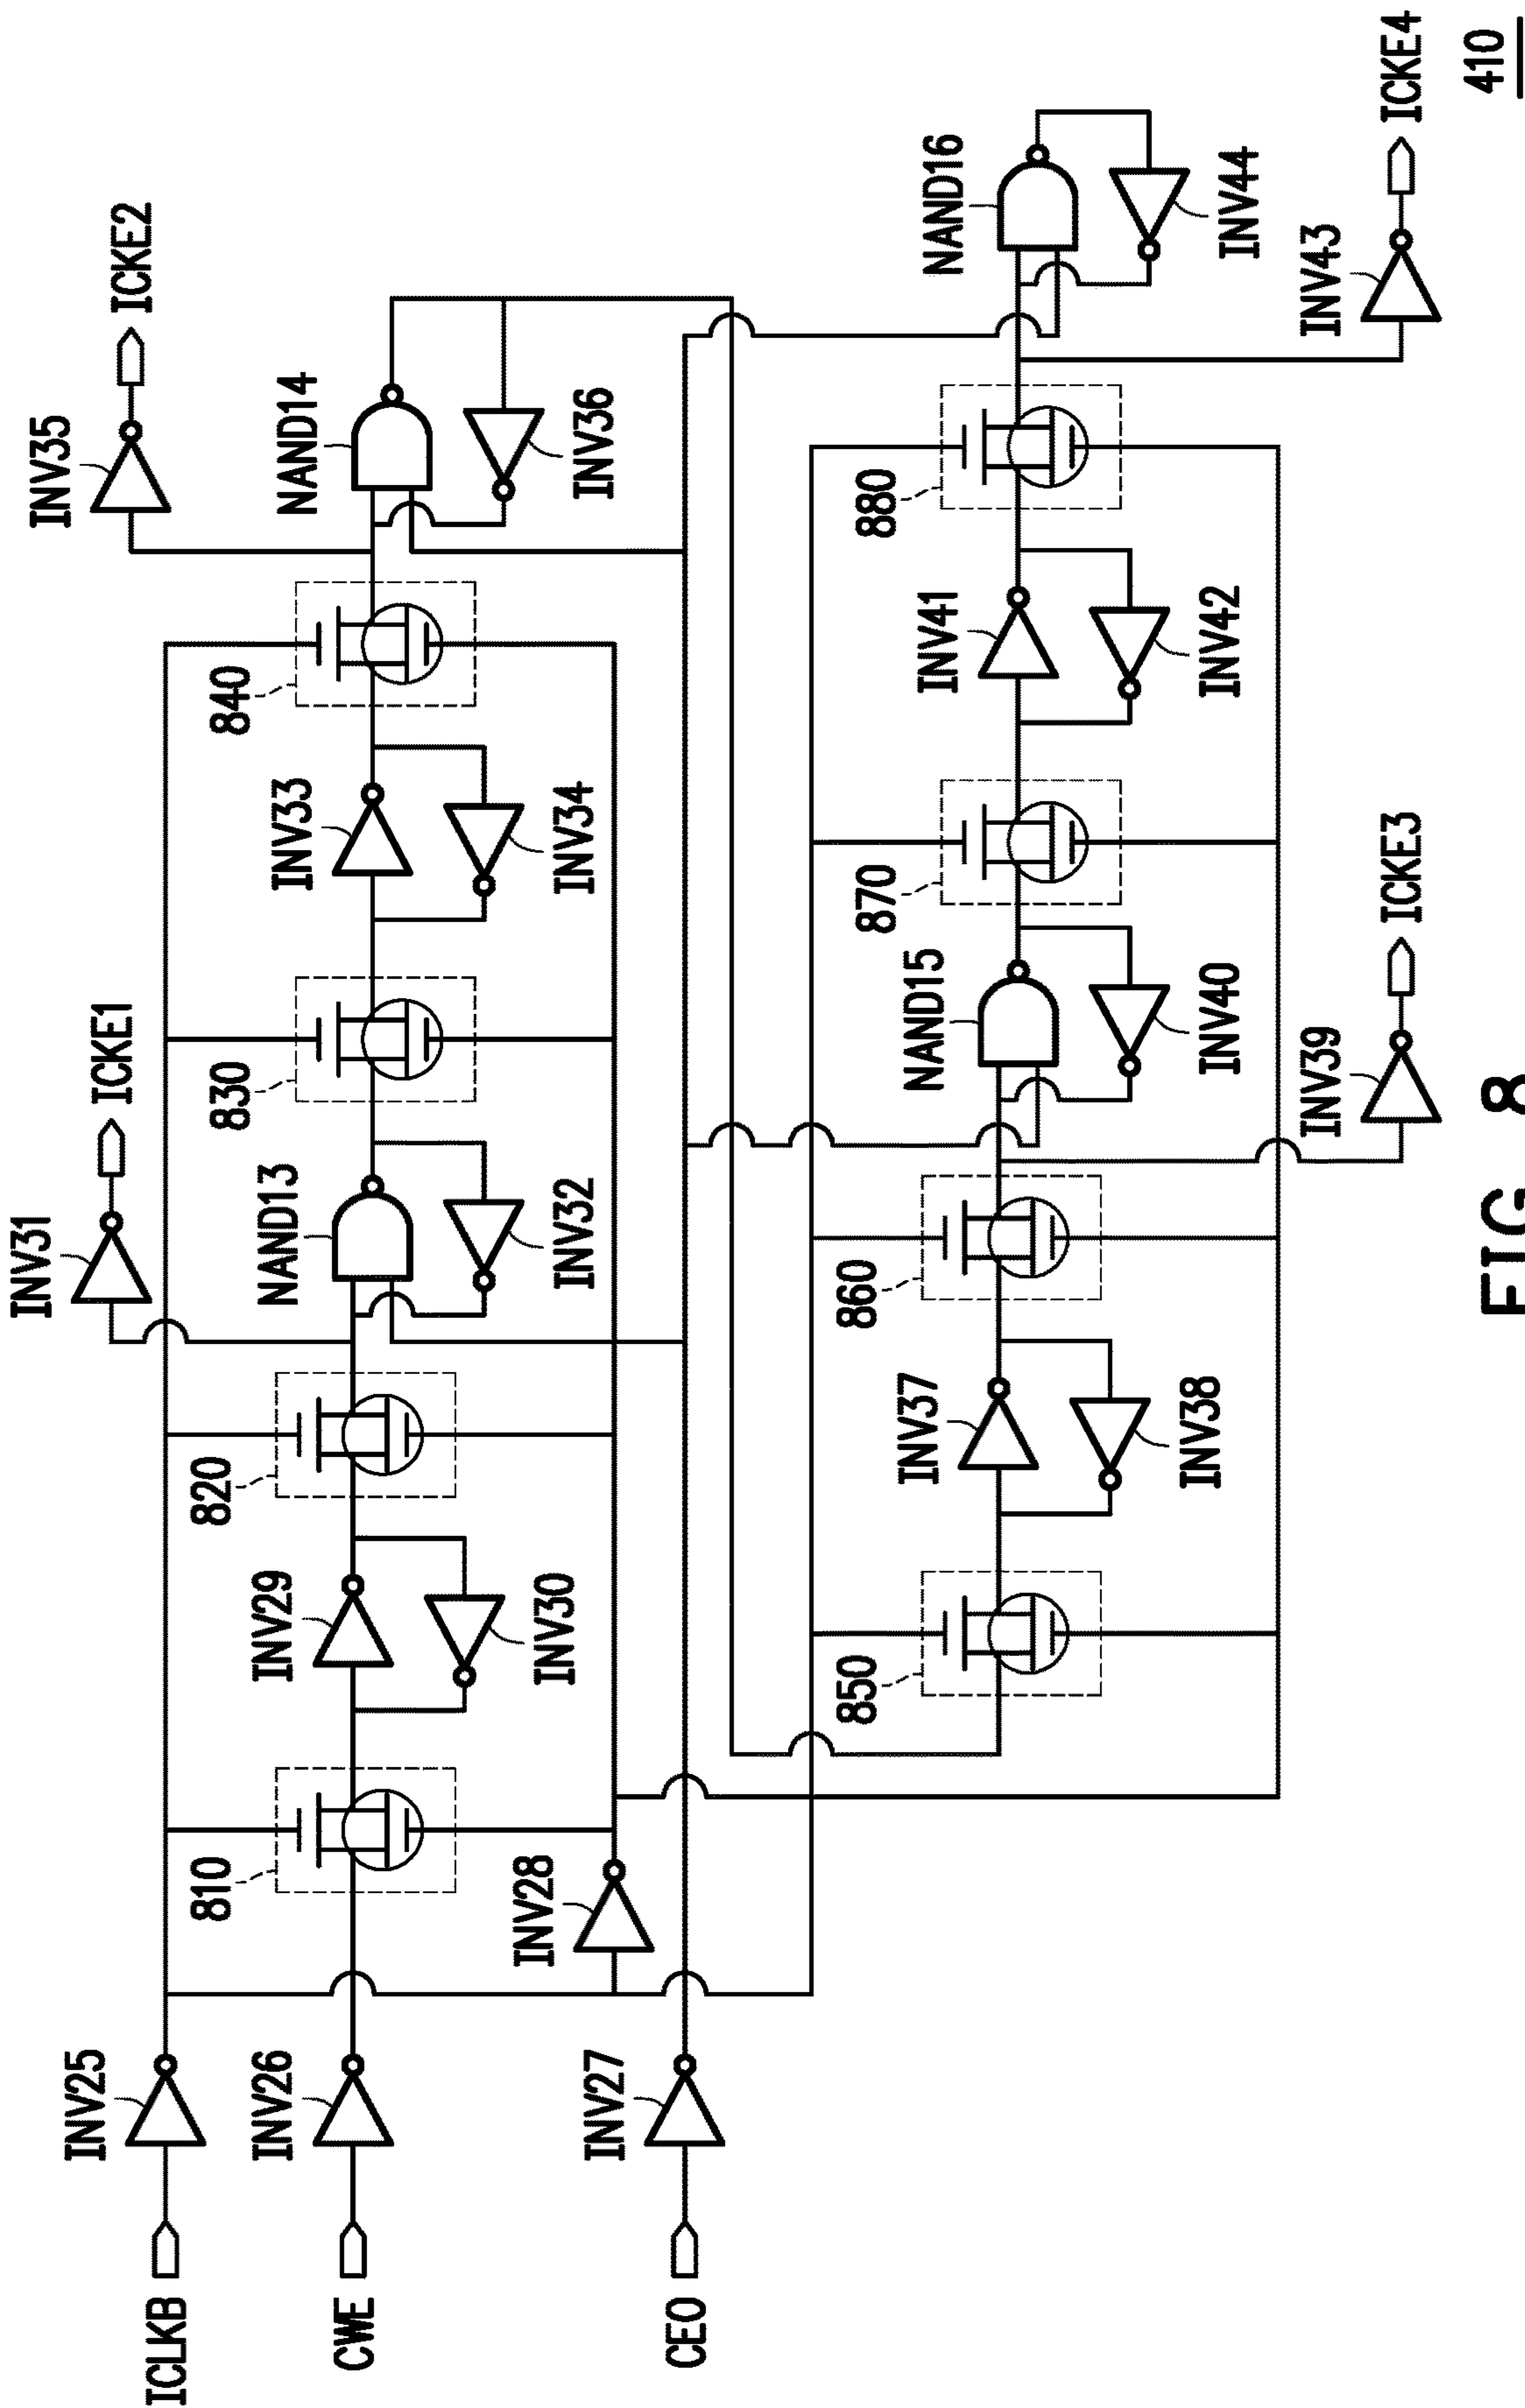 INV35
ICKE2
INV31
ICKE1
INV25
ICLKB
840
NAND14
INV33
830
NAND13
820
INV29
810
INV26
CWE
INV36
INV34
INV32
INV30
INV28
INV27
CEO
NAND16
880
INV41
870
NAND15
860
INV37
850
INV44
INV42
INV40
INV38
INV43
ICKE4
INV39
ICKE3
410
FIG. 8